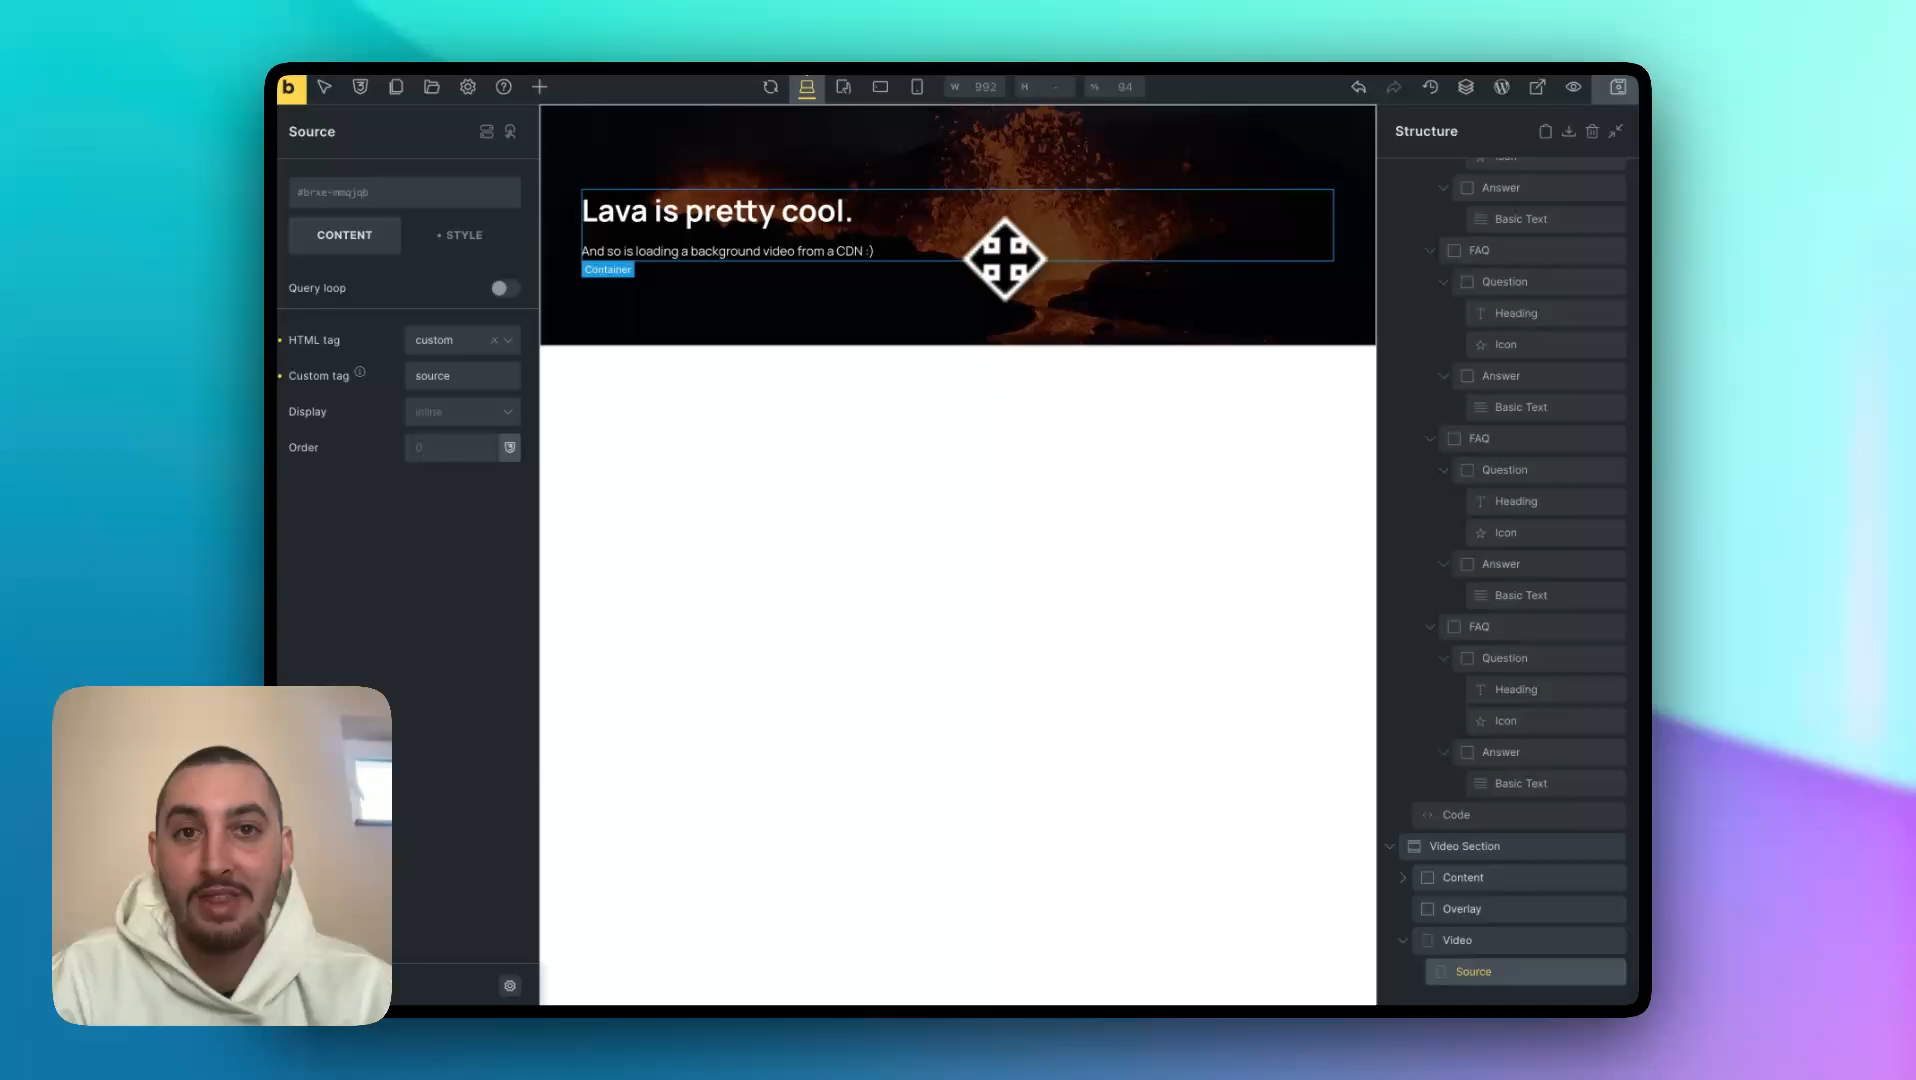 b
W 992 H - % 94
Source
#brxe-mmqjqb
CONTENT
STYLE
Query loop
HTML tag
custom
Custom tag
source
Display
inline
Order
0
Lava is pretty cool.
And so is loading a background video from a CDN :)
Container
Structure
Icon
Answer
Basic Text
FAQ
Question
Heading
Icon
Answer
Basic Text
FAQ
Question
Heading
Icon
Answer
Basic Text
FAQ
Question
Heading
Icon
Answer
Basic Text
Code
Video Section
Content
Overlay
Video
Source